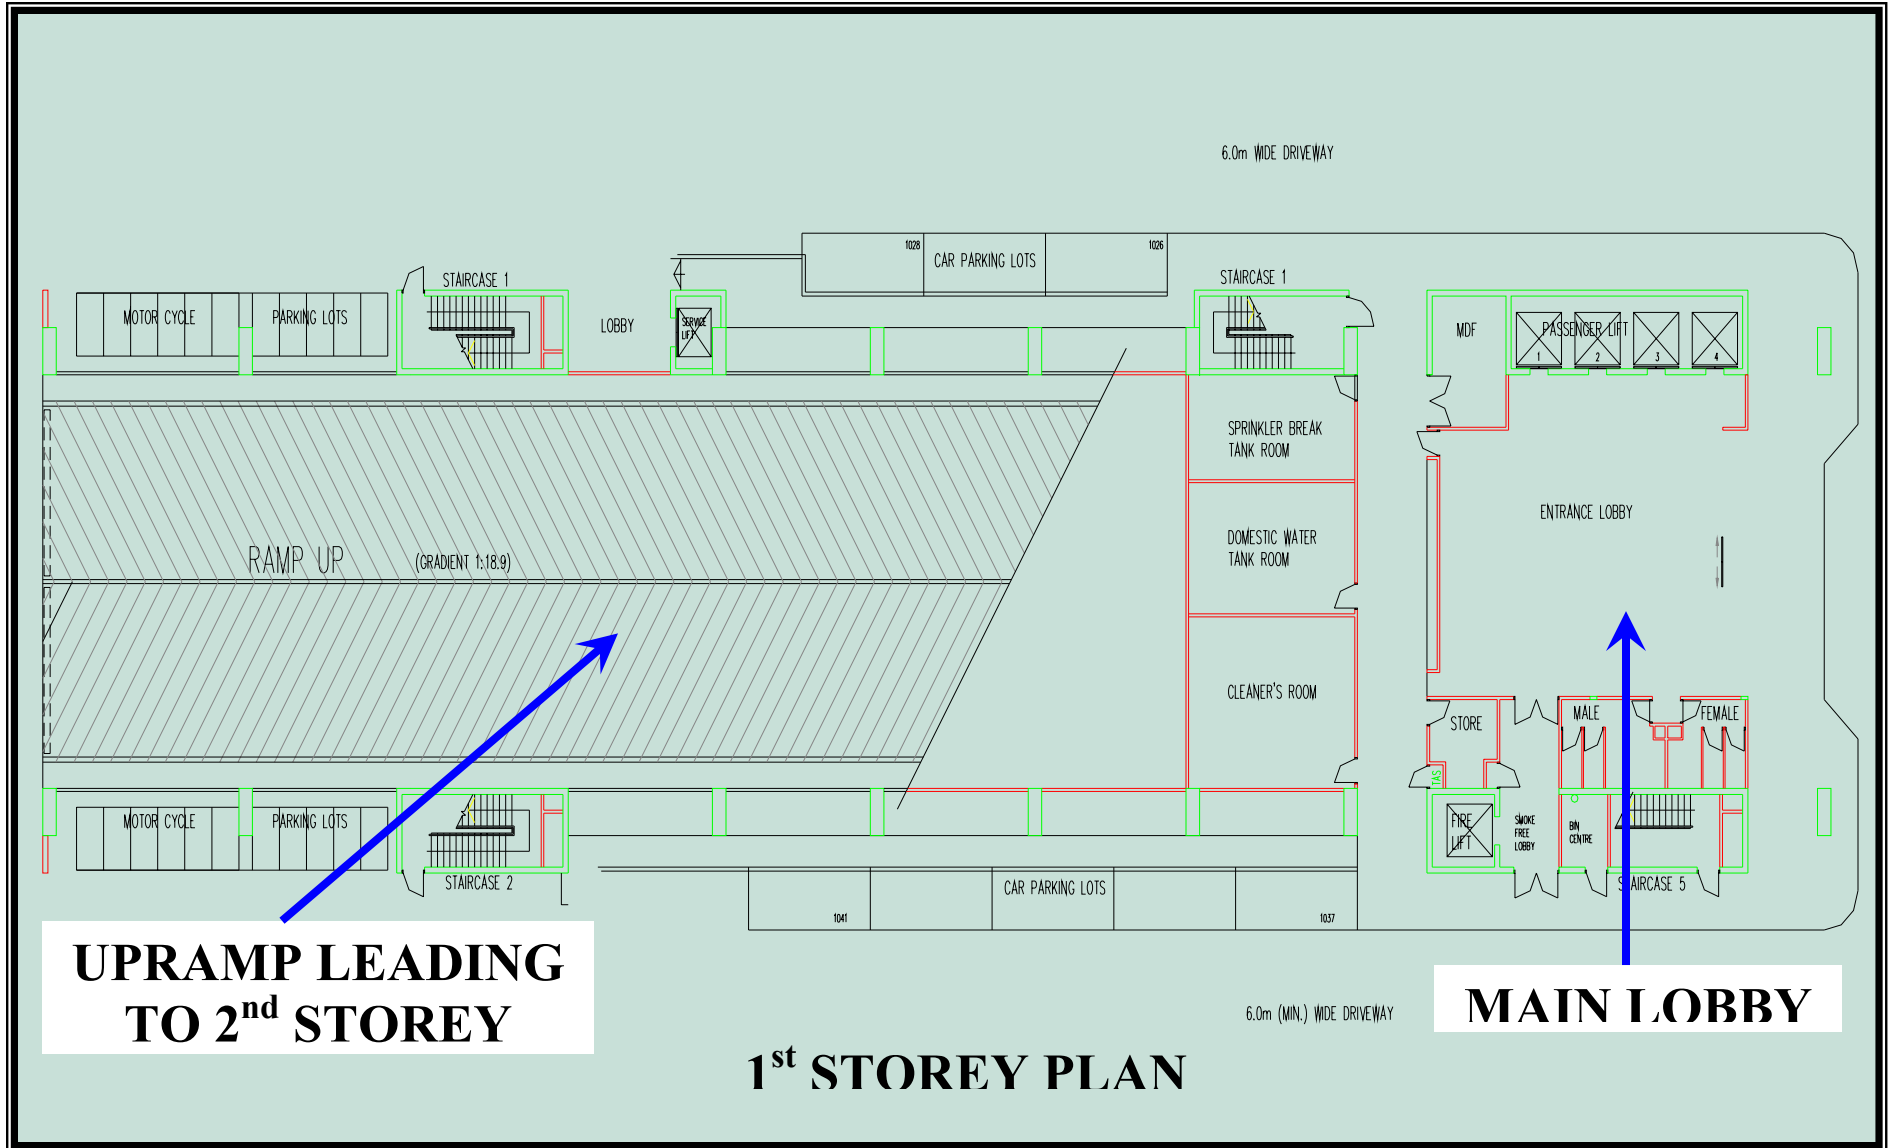 6.0m WIDE DRIVEWAY
1028
1026
CAR PARKING LOTS
STAIRCASE 1
STAIRCASE 1
MOTOR CYCLE
PARKING LOTS
LOBBY
SERVICE
LIFT
MDF
PASSENGER LIFT
1
2
3
4
SPRINKLER BREAK
TANK ROOM
ENTRANCE LOBBY
DOMESTIC WATER
TANK ROOM
RAMP UP
(GRADIENT 1:18.9)
CLEANER'S ROOM
STORE
MALE
FEMALE
TAS
MOTOR CYCLE
PARKING LOTS
FIRE
LIFT
SMOKE
FREE
LOBBY
BIN
CENTRE
STAIRCASE 2
CAR PARKING LOTS
STAIRCASE 5
1041
1037
UPRAMP LEADING
TO 2nd STOREY
MAIN LOBBY
6.0m (MIN.) WIDE DRIVEWAY
1st STOREY PLAN